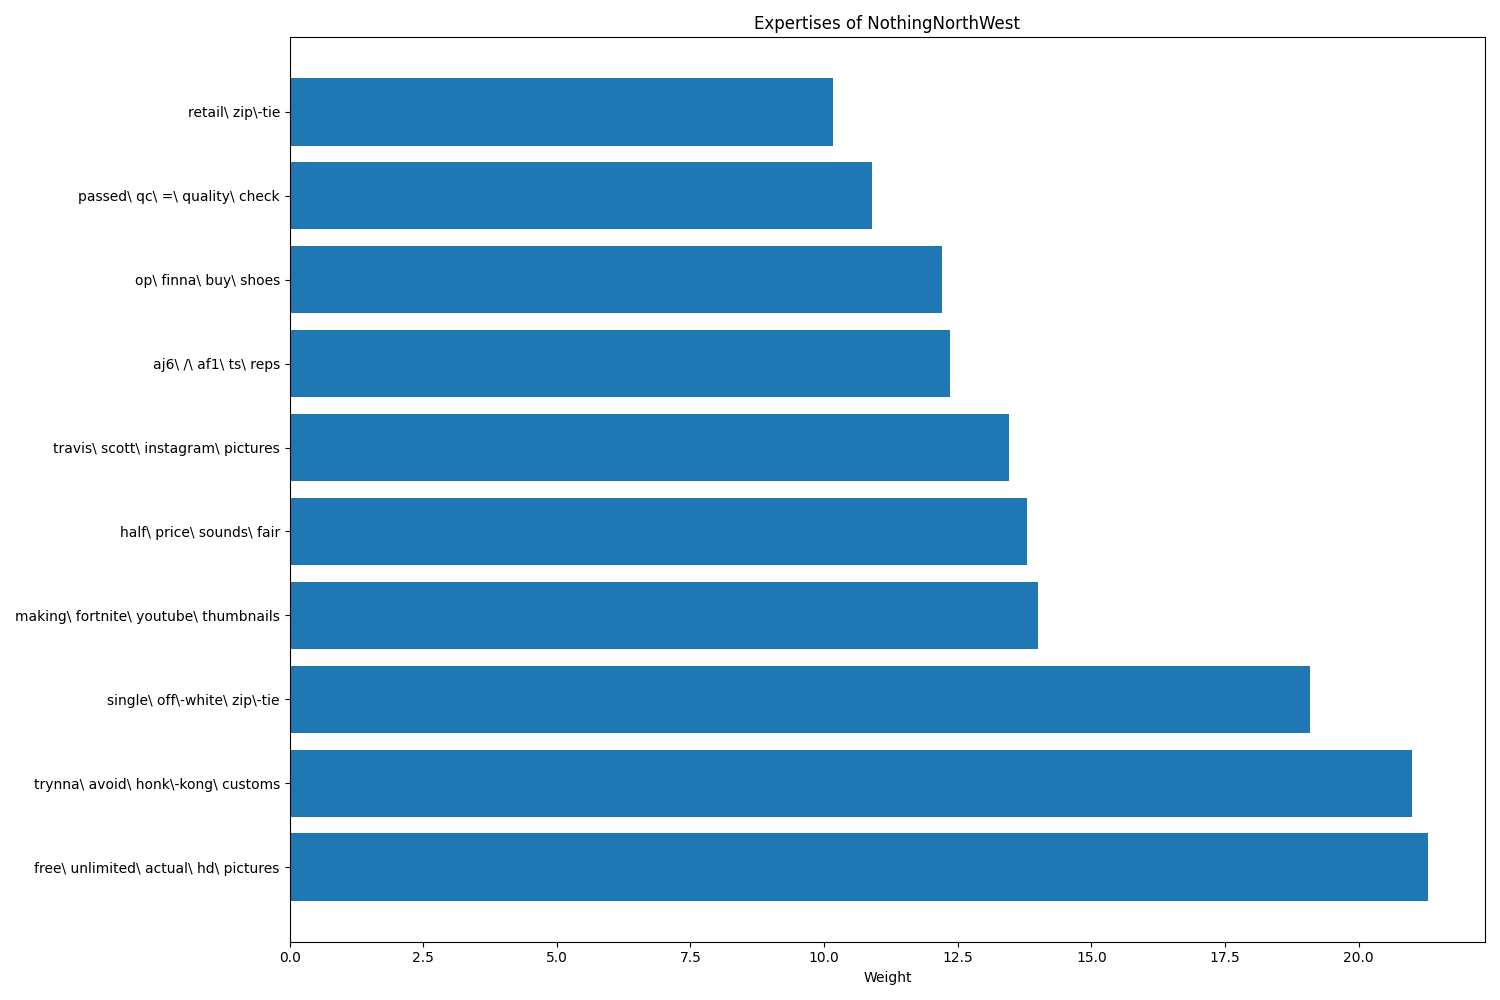 Expertises of NothingNorthWest
retail\ zip\-tie
passed\ qc\ =\ quality\ check
op\ finna\ buy\ shoes
aj6\ /\ af1\ ts\ reps
travis\ scott\ instagram\ pictures
half\ price\ sounds\ fair
making\ fortnite\ youtube\ thumbnails
single\ off\-white\ zip\-tie
trynna\ avoid\ honk\-kong\ customs
free\ unlimited\ actual\ hd\ pictures
0.0 2.5 5.0 7.5 10.0 12.5 15.0 17.5 20.0
Weight